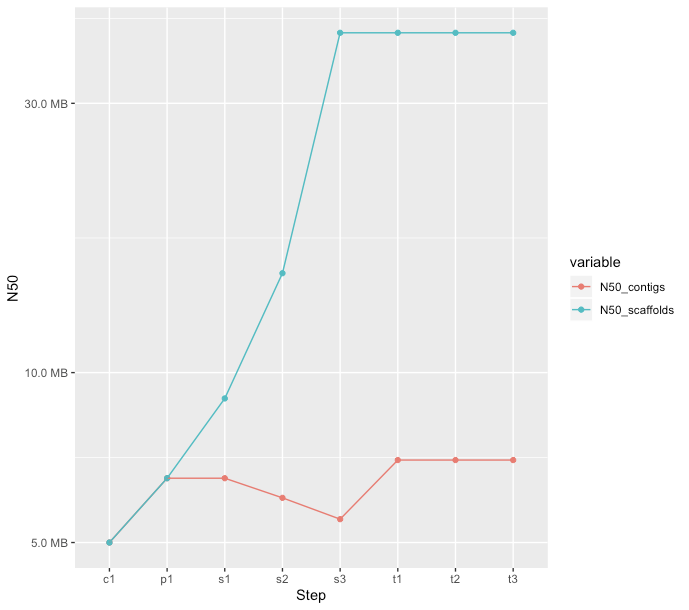 N50
30.0 MB
10.0 MB
5.0 MB
c1 p1 s1 s2 s3 t1 t2 t3
Step
variable
N50_contigs
N50_scaffolds